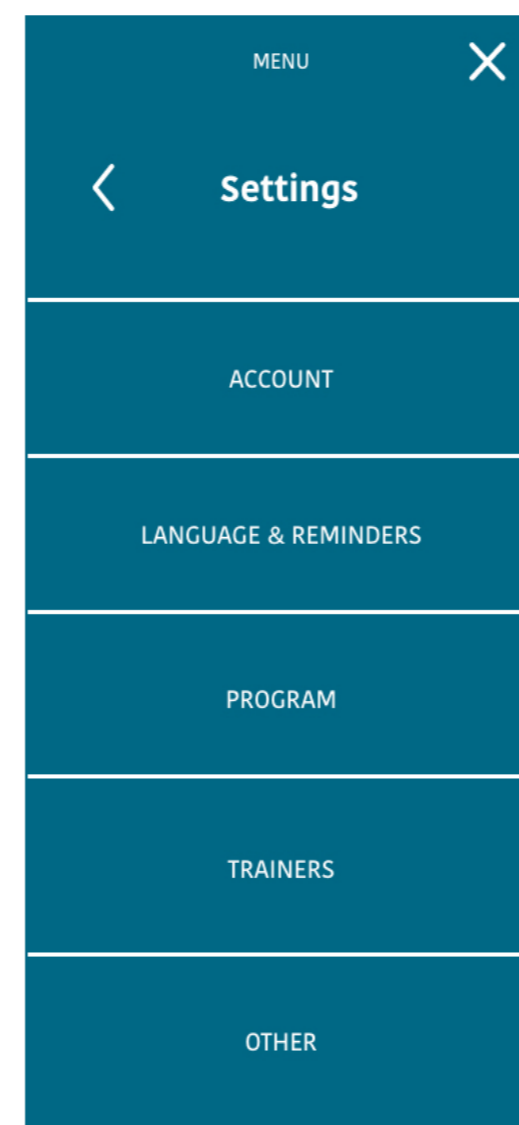 MENU
Settings
ACCOUNT
LANGUAGE & REMINDERS
PROGRAM
TRAINERS
OTHER